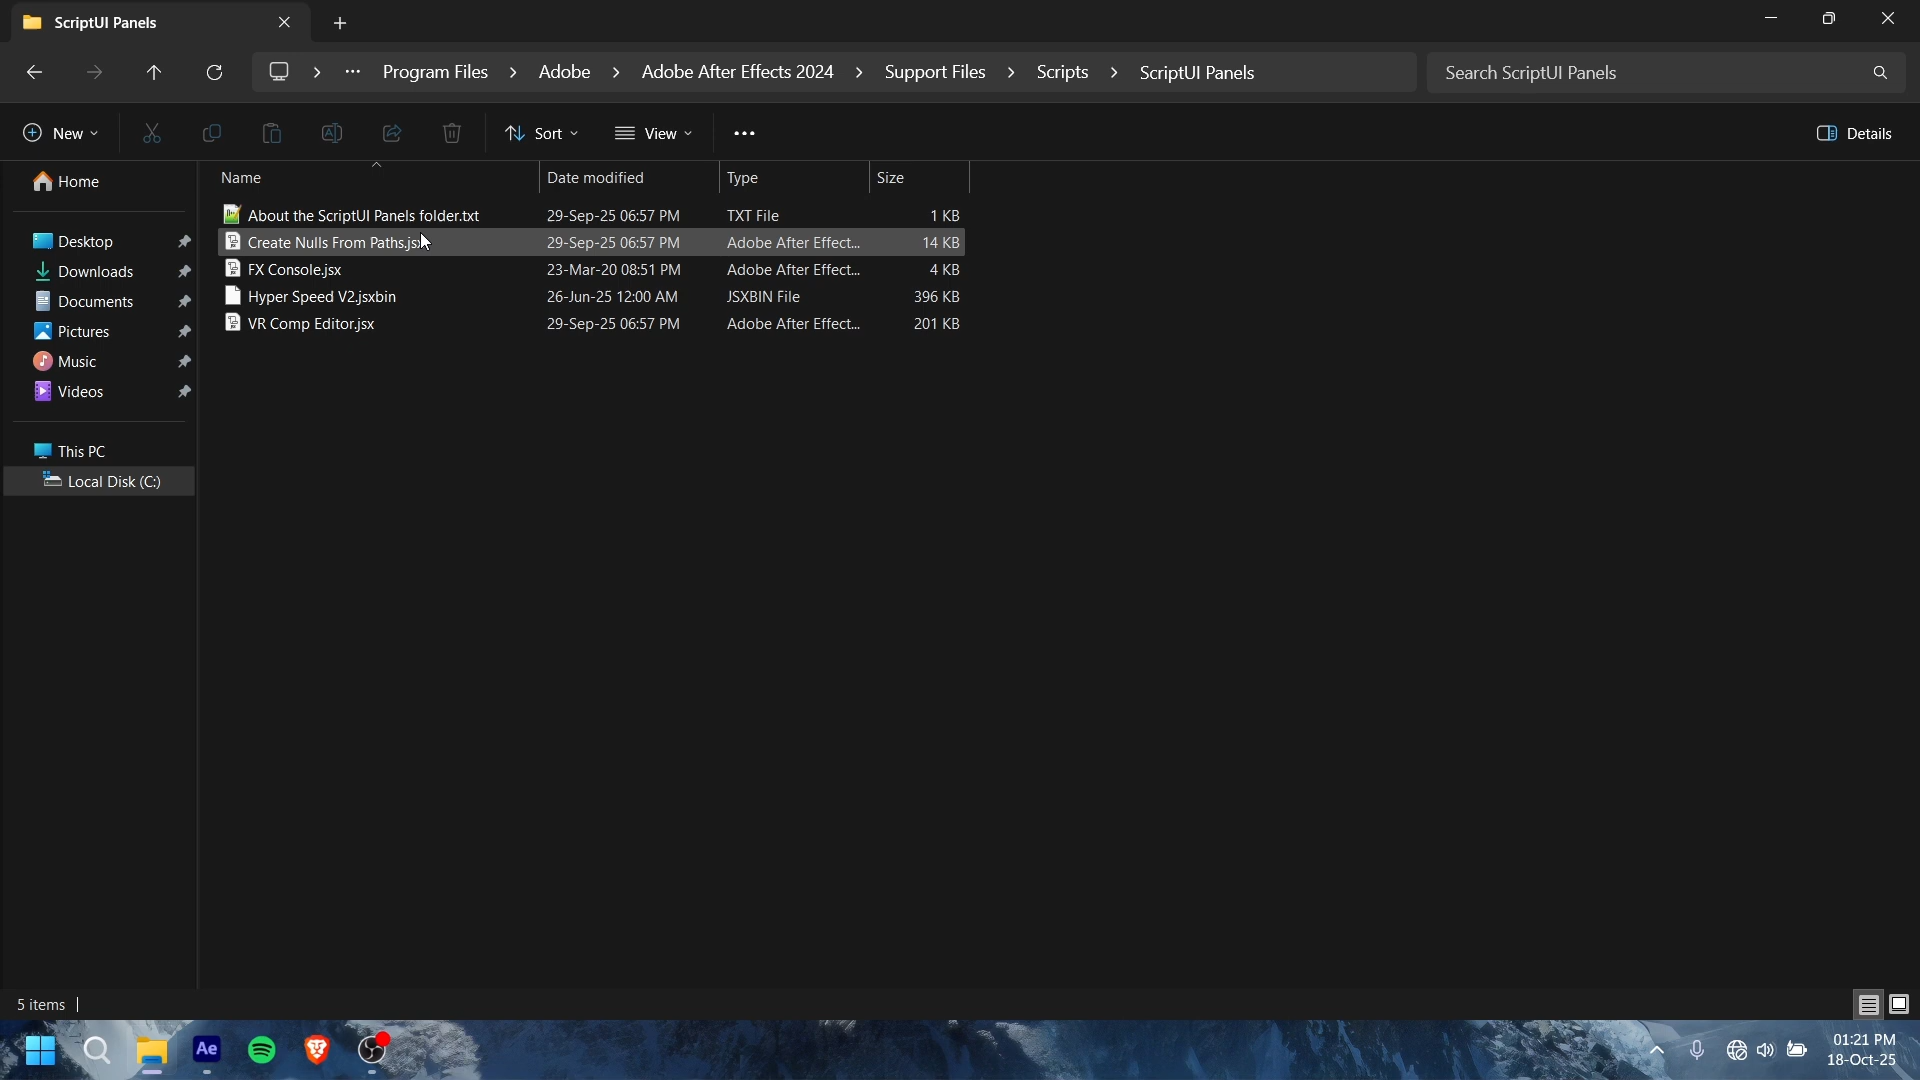 ScriptUI Panels
Program Files > Adobe > Adobe After Effects 2024 > Support Files > Scripts > ScriptUI Panels
Search ScriptUI Panels
New
Sort
View
Details
Home
Desktop
Downloads
Documents
Pictures
Music
Videos
This PC
Local Disk (C:)
Name Date modified Type Size
About the ScriptUI Panels folder.txt 29-Sep-25 06:57 PM TXT File 1 KB
Create Nulls From Paths.jsx 29-Sep-25 06:57 PM Adobe After Effect... 14 KB
FX Console.jsx 23-Mar-20 08:51 PM Adobe After Effect... 4 KB
Hyper Speed V2.jsxbin 26-Jun-25 12:00 AM JSXBIN File 396 KB
VR Comp Editor.jsx 29-Sep-25 06:57 PM Adobe After Effect... 201 KB
5 items
Ae
01:21 PM
18-Oct-25